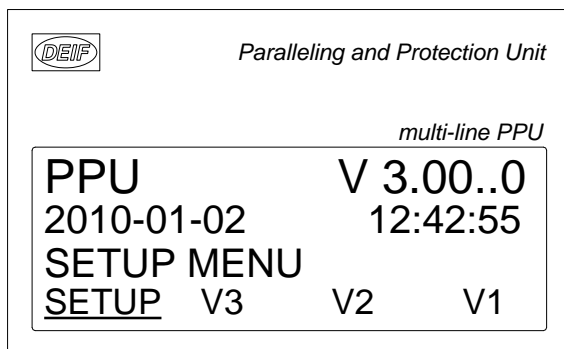 DEIF Paralleling and Protection Unit
multi-line PPU
PPU V 3.00..0
2010-01-02 12:42:55
SETUP MENU
SETUP V3 V2 V1